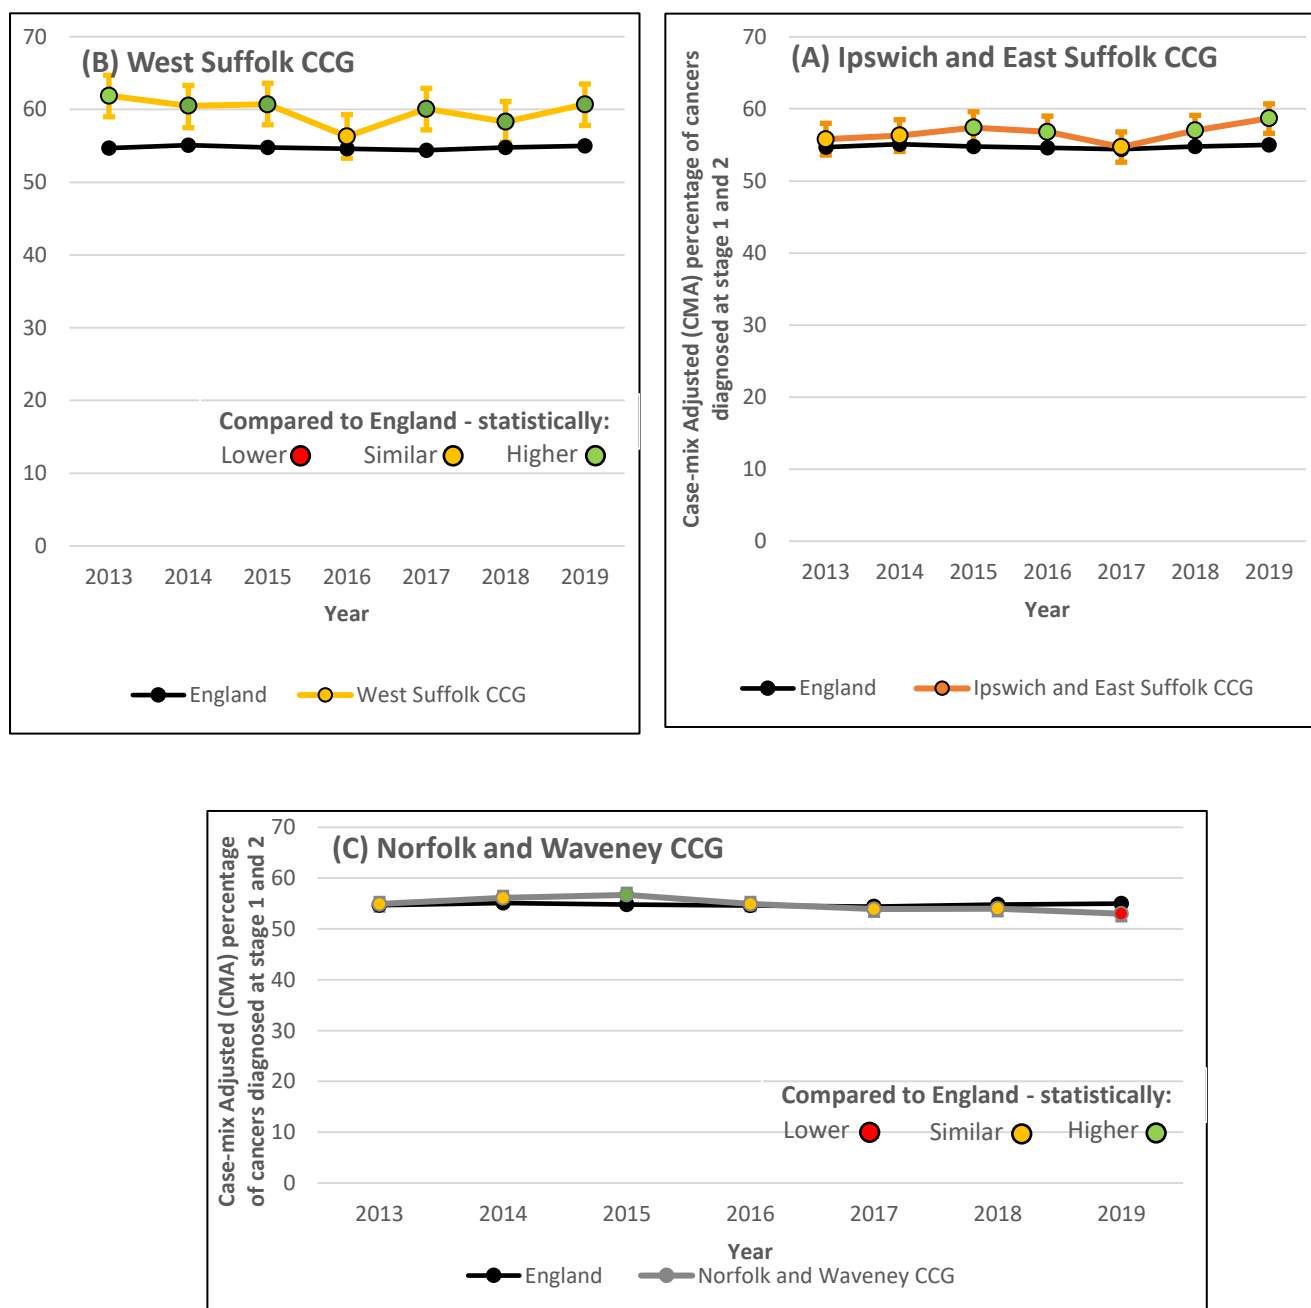 (B) West Suffolk CCG
70
60
50
40
30
20
10
0
Compared to England - statistically:
Lower Similar Higher
2013 2014 2015 2016 2017 2018 2019
Year
England West Suffolk CCG
(A) Ipswich and East Suffolk CCG
Case-mix Adjusted (CMA) percentage of cancers
diagnosed at stage 1 and 2
70
60
50
40
30
20
10
0
2013 2014 2015 2016 2017 2018 2019
Year
England Ipswich and East Suffolk CCG
(C) Norfolk and Waveney CCG
Case-mix Adjusted (CMA) percentage
of cancers diagnosed at stage 1 and 2
70
60
50
40
30
20
10
0
Compared to England - statistically:
Lower Similar Higher
2013 2014 2015 2016 2017 2018 2019
Year
England Norfolk and Waveney CCG